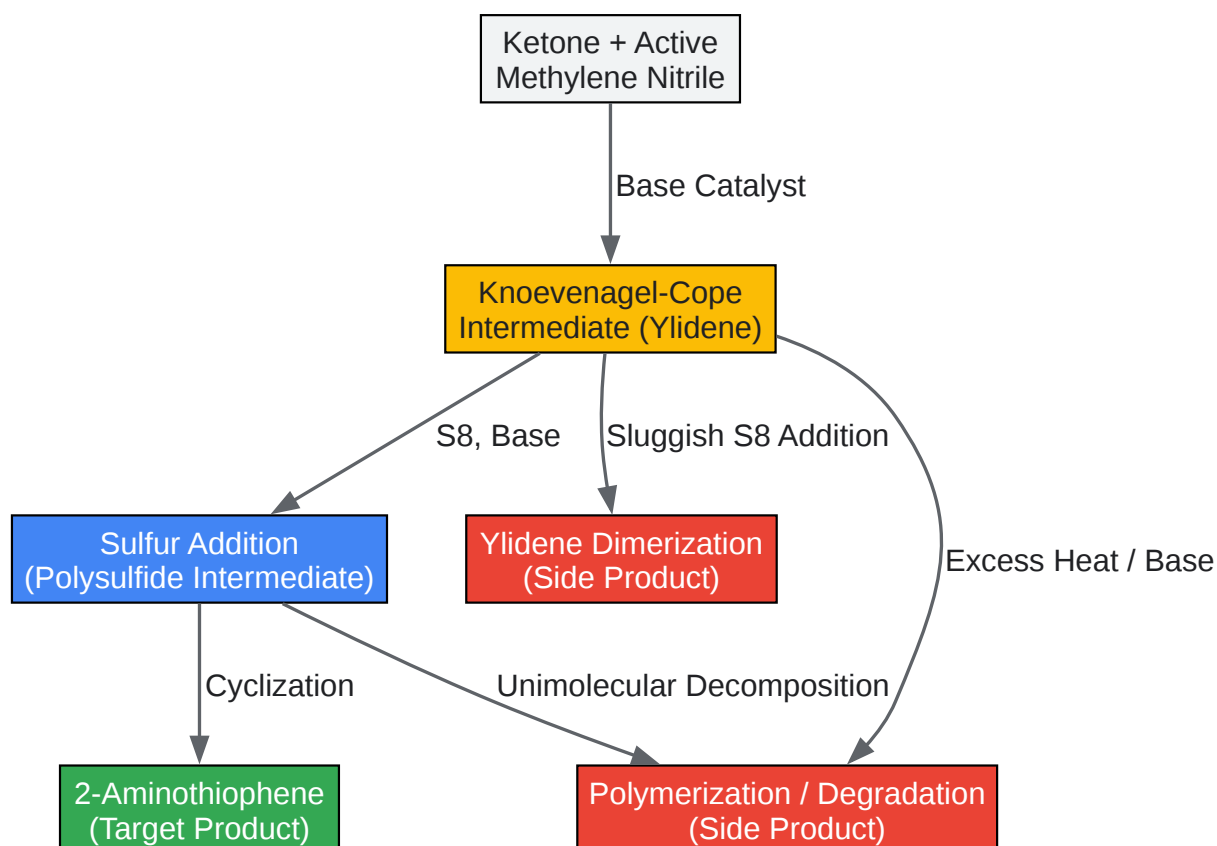 Ketone + Active
Methylene Nitrile
Base Catalyst
Knoevenagel-Cope
Intermediate (Ylidene)
S8, Base
Sluggish S8 Addition
Sulfur Addition
(Polysulfide Intermediate)
Ylidene Dimerization
(Side Product)
Excess Heat / Base
Cyclization
Unimolecular Decomposition
2-Aminothiophene
(Target Product)
Polymerization / Degradation
(Side Product)